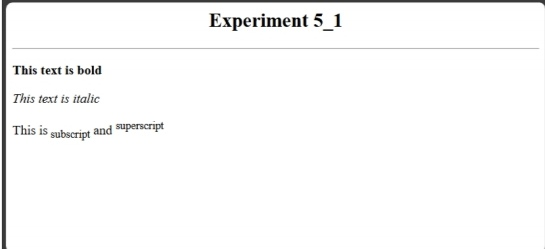 Experiment 5_1
This text is bold
This text is italic
This is subscript and superscript